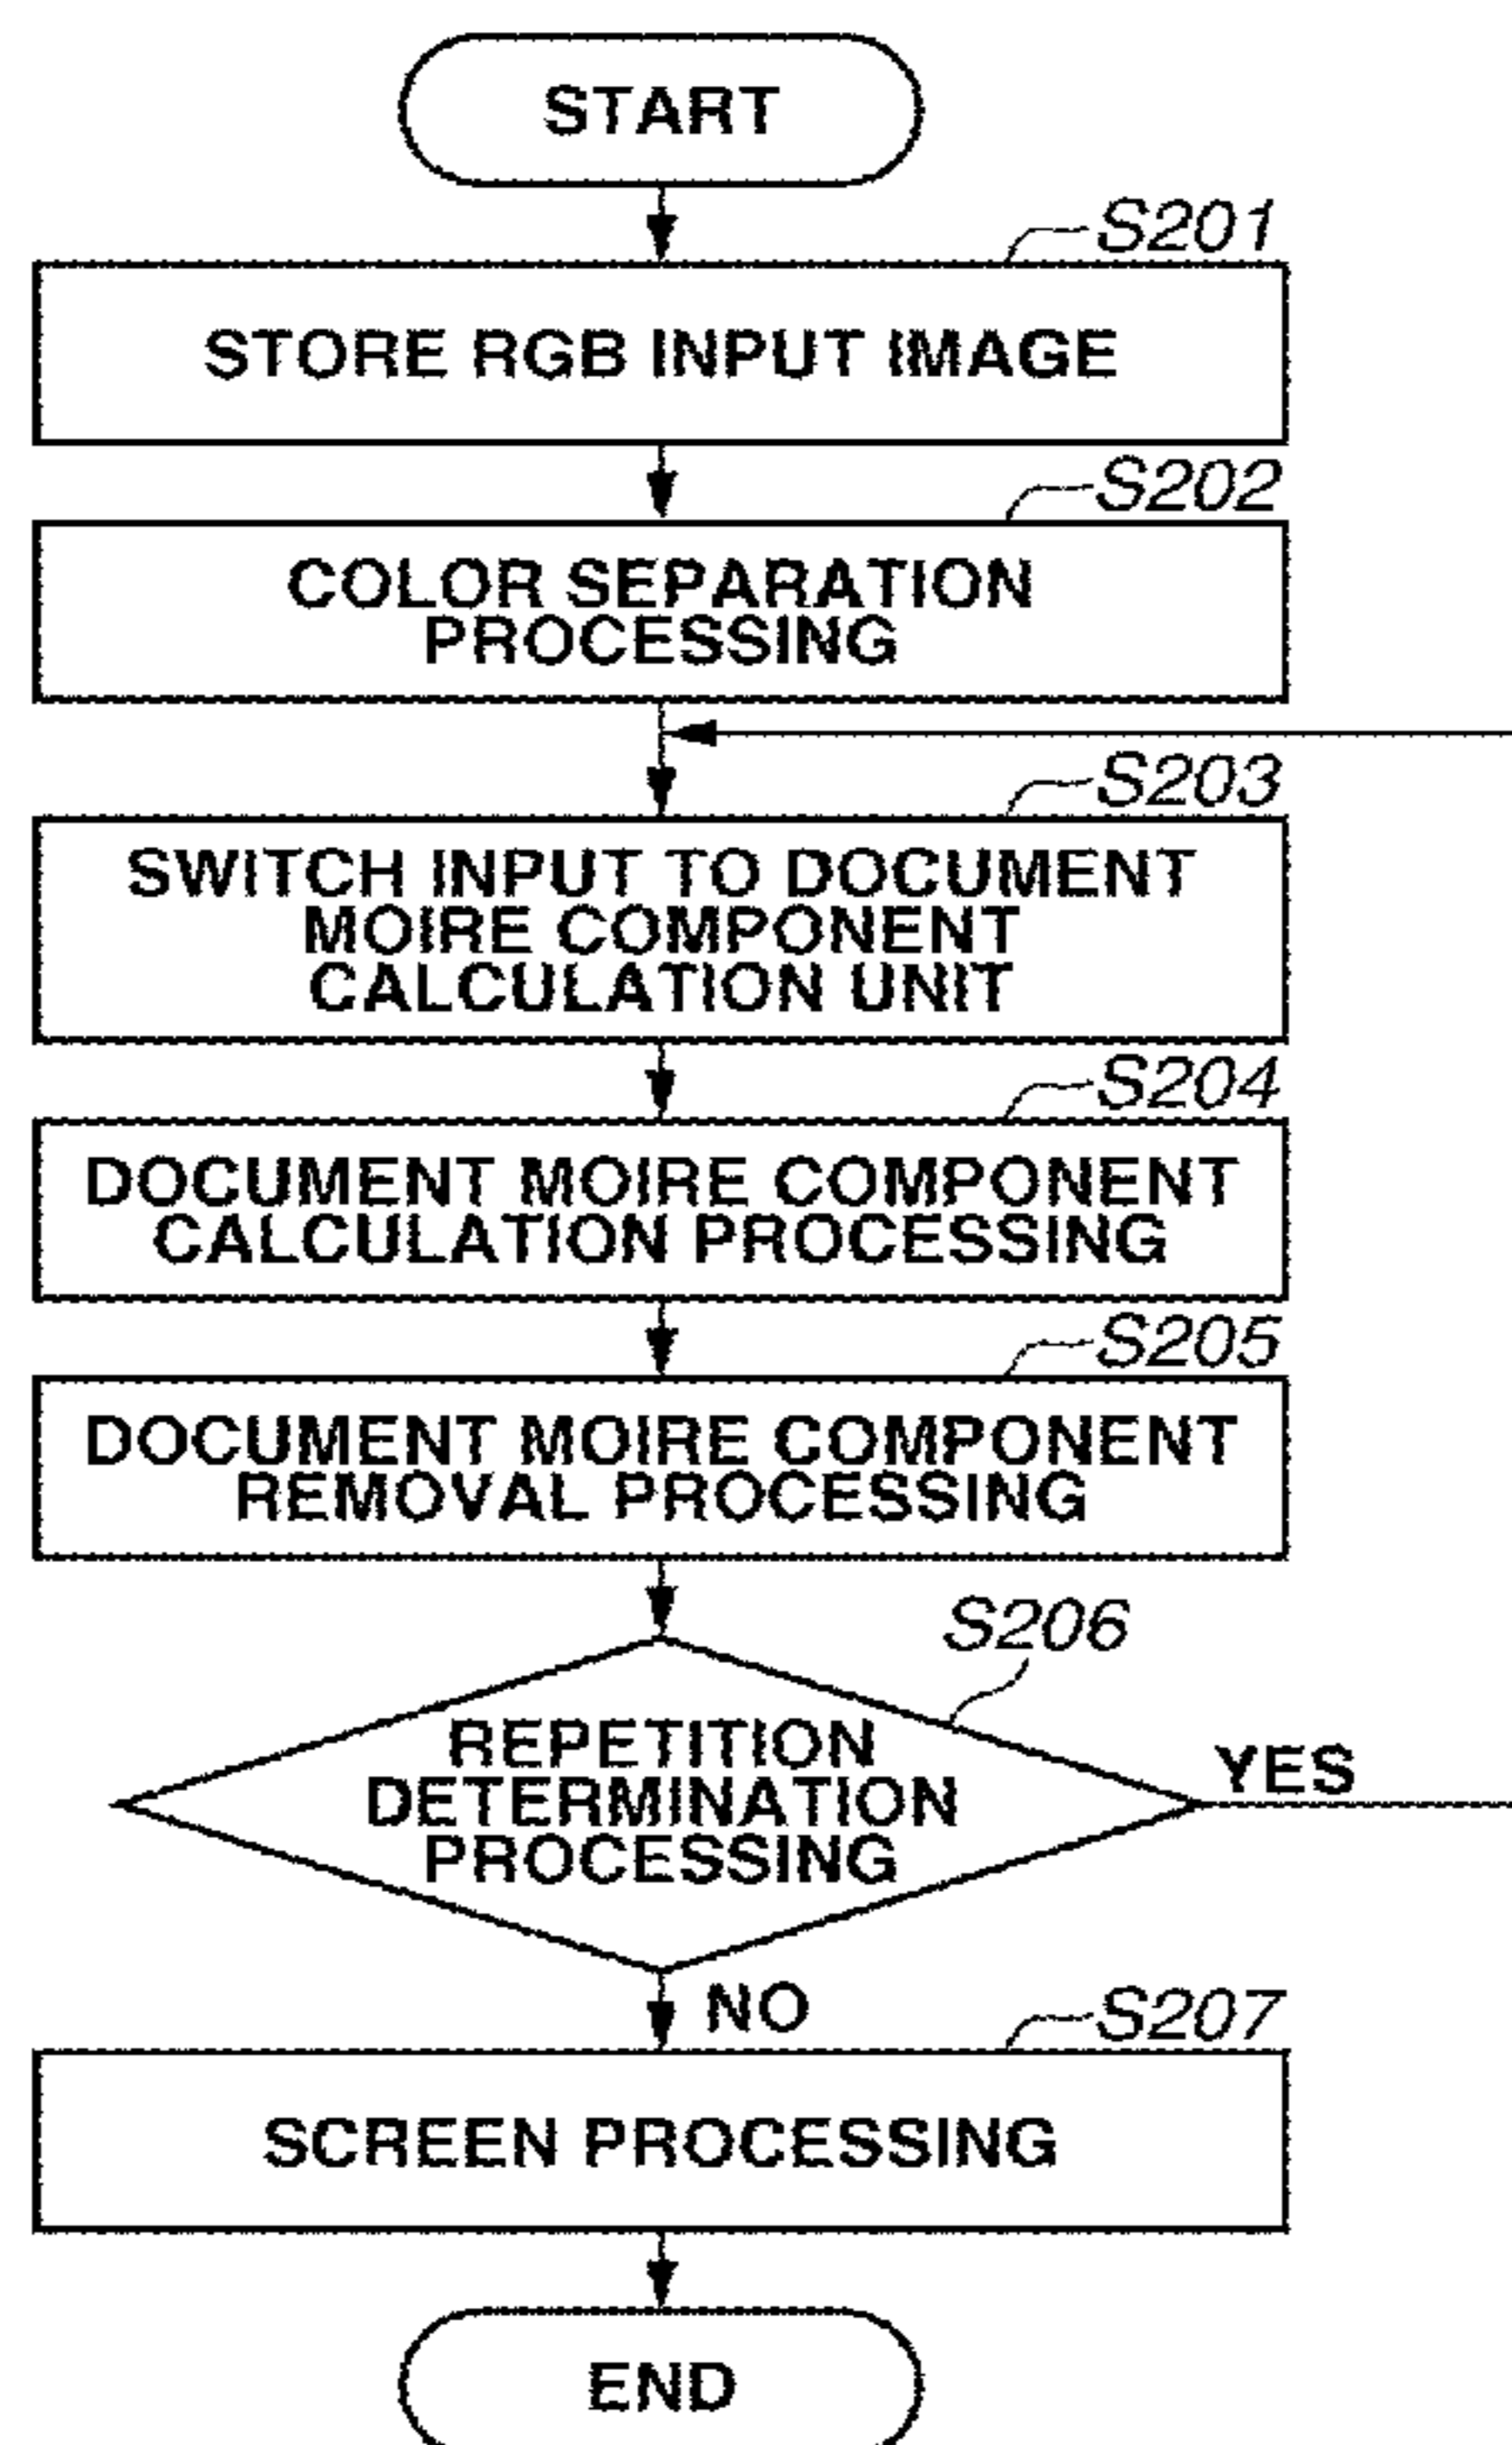 START
S201
STORE RGB INPUT IMAGE
S202
COLOR SEPARATION
PROCESSING
S203
SWITCH INPUT TO DOCUMENT
MOIRE COMPONENT
CALCULATION UNIT
S204
DOCUMENT MOIRE COMPONENT
CALCULATION PROCESSING
S205
DOCUMENT MOIRE COMPONENT
REMOVAL PROCESSING
S206
REPETITION
DETERMINATION
PROCESSING
YES
NO
S207
SCREEN PROCESSING
END